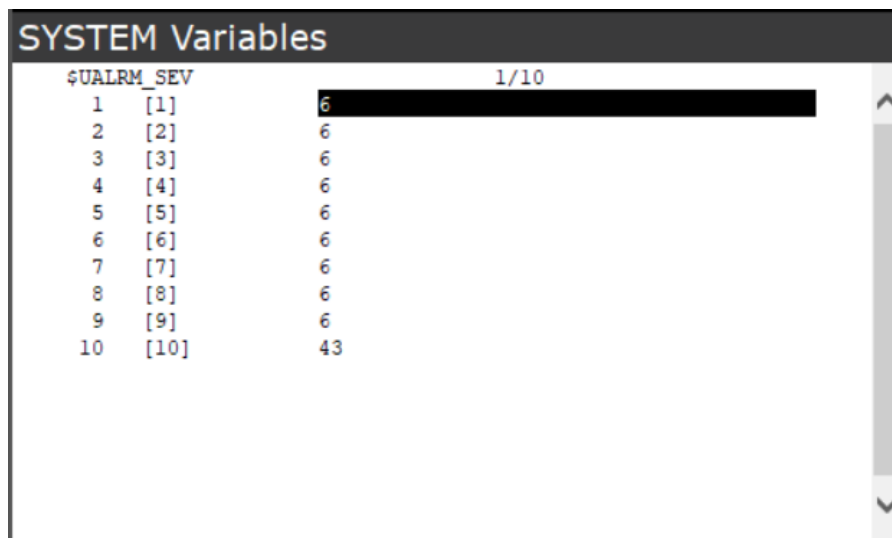 SYSTEM Variables
$UALRM_SEV 1/10
1 [1] 6
2 [2] 6
3 [3] 6
4 [4] 6
5 [5] 6
6 [6] 6
7 [7] 6
8 [8] 6
9 [9] 6
10 [10] 43